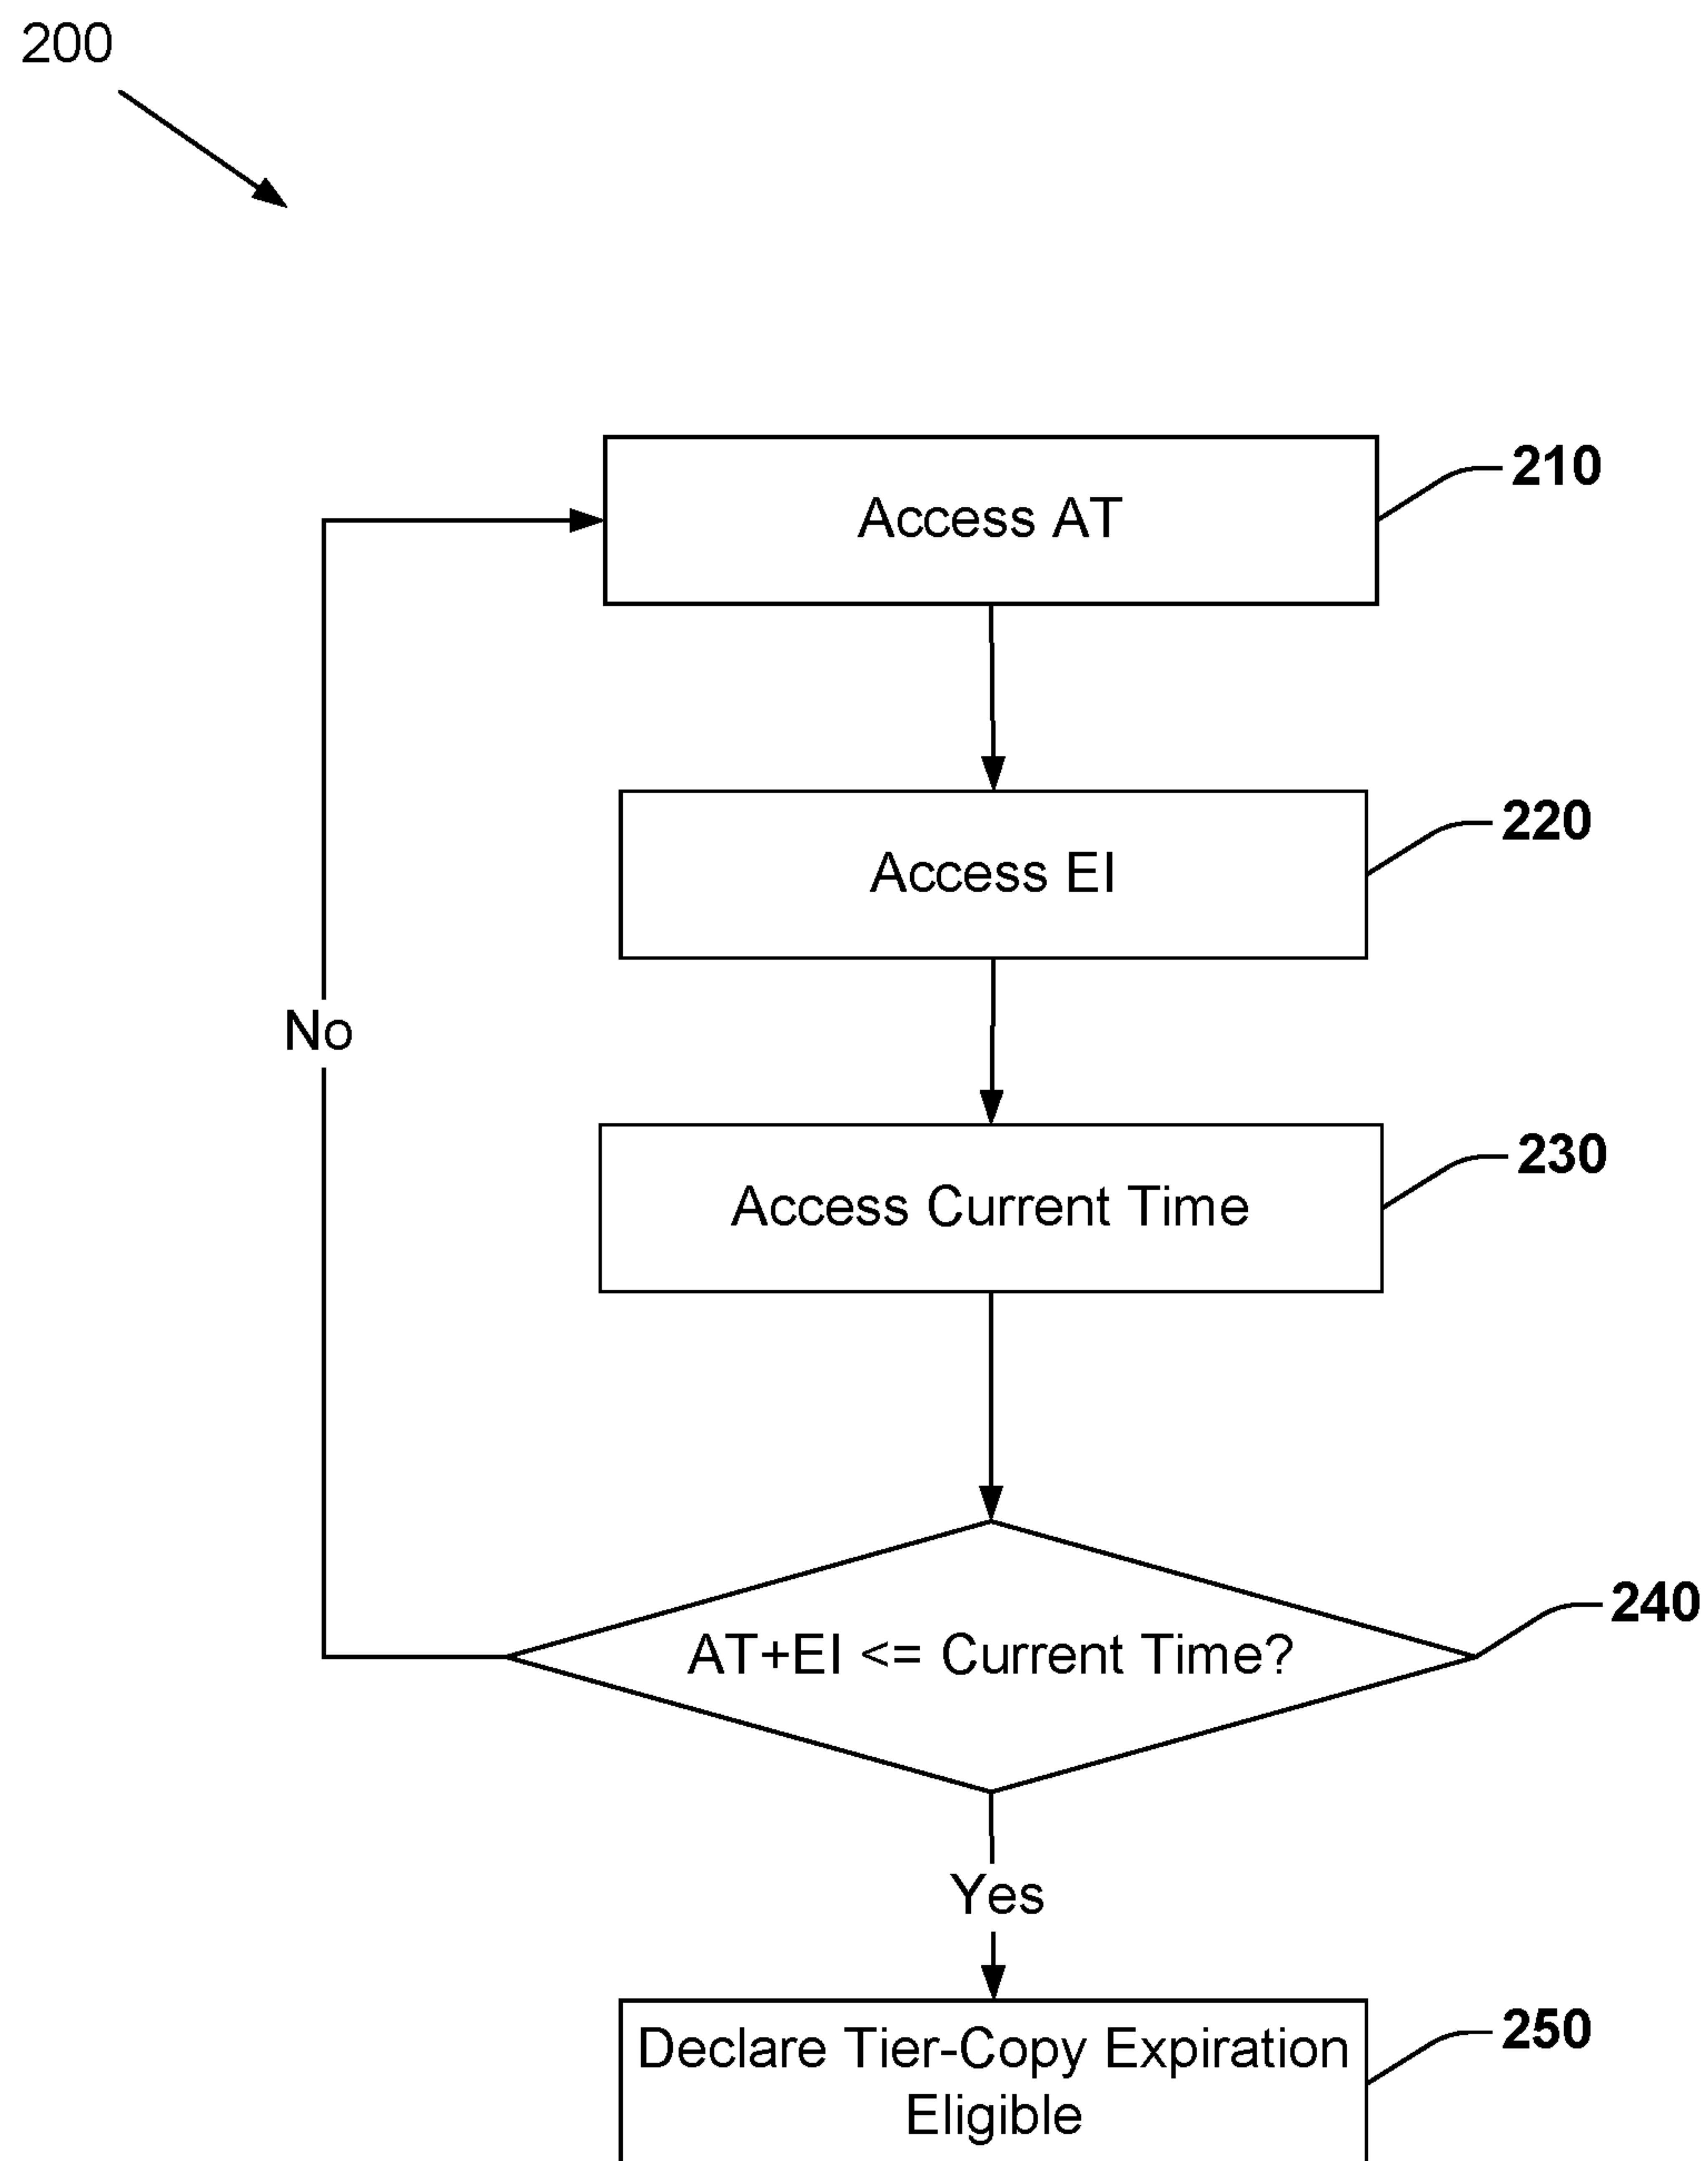 200
Access AT
210
Access EI
220
No
Access Current Time
230
AT+EI <= Current Time?
240
Yes
Declare Tier-Copy Expiration
Eligible
250